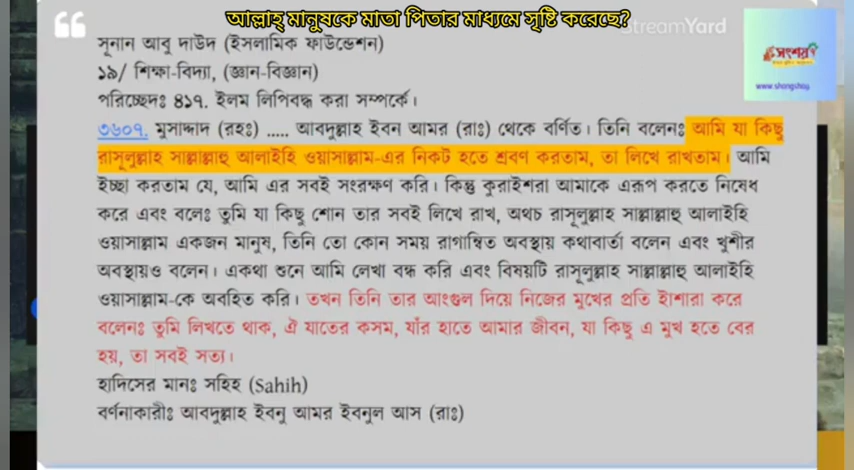 আল্লাহ্ মানুষকে মাতা পিতার মাধ্যমে সৃষ্টি করেছে?
StreamYard
সংশয়
www.shongshoy
সূনান আবু দাউদ (ইসলামিক ফাউন্ডেশন)
১৯/ শিক্ষা-বিদ্যা, (জ্ঞান-বিজ্ঞান)
পরিচ্ছেদঃ ৪১৭. ইলম লিপিবদ্ধ করা সম্পর্কে।
৩৬০৭. মুসাদ্দাদ (রহঃ) ..... আবদুল্লাহ ইবন আমর (রাঃ) থেকে বর্ণিত। তিনি বলেনঃ আমি যা কিছু
রাসূলুল্লাহ সাল্লাল্লাহু আলাইহি ওয়াসাল্লাম-এর নিকট হতে শ্রবণ করতাম, তা লিখে রাখতাম। আমি
ইচ্ছা করতাম যে, আমি এর সবই সংরক্ষণ করি। কিন্তু কুরাইশরা আমাকে এরূপ করতে নিষেধ
করে এবং বলেঃ তুমি যা কিছু শোন তার সবই লিখে রাখ, অথচ রাসূলুল্লাহ সাল্লাল্লাহু আলাইহি
ওয়াসাল্লাম একজন মানুষ, তিনি তো কোন সময় রাগান্বিত অবস্থায় কথাবার্তা বলেন এবং খুশীর
অবস্থায়ও বলেন। একথা শুনে আমি লেখা বন্ধ করি এবং বিষয়টি রাসূলুল্লাহ সাল্লাল্লাহু আলাইহি
ওয়াসাল্লাম-কে অবহিত করি। তখন তিনি তার আংগুল দিয়ে নিজের মুখের প্রতি ইাশারা করে
বলেনঃ তুমি লিখতে থাক, ঐ যাতের কসম, যাঁর হাতে আমার জীবন, যা কিছু এ মুখ হতে বের
হয়, তা সবই সত্য।
হাদিসের মানঃ সহিহ (Sahih)
বর্ণনাকারীঃ আবদুল্লাহ ইবনু আমর ইবনুল আস (রাঃ)